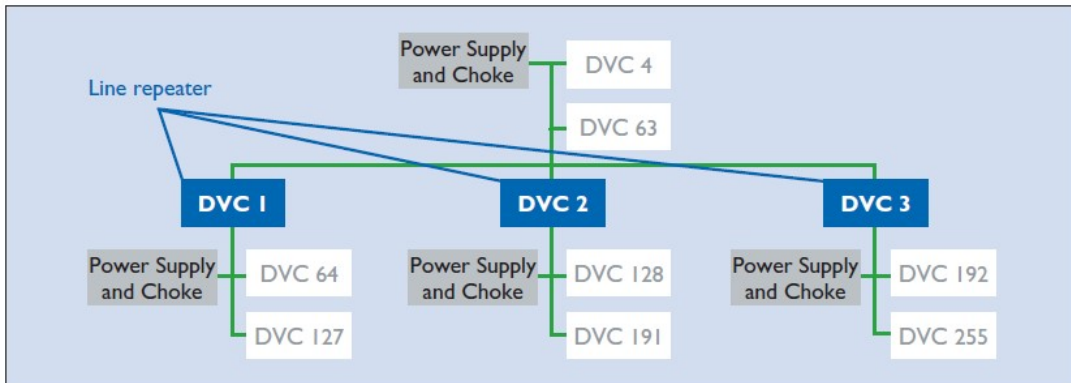 Power Supply
and Choke
DVC 4
DVC 63
Line repeater
DVC 1
DVC 2
DVC 3
Power Supply
and Choke
DVC 64
DVC 127
Power Supply
and Choke
DVC 128
DVC 191
Power Supply
and Choke
DVC 192
DVC 255